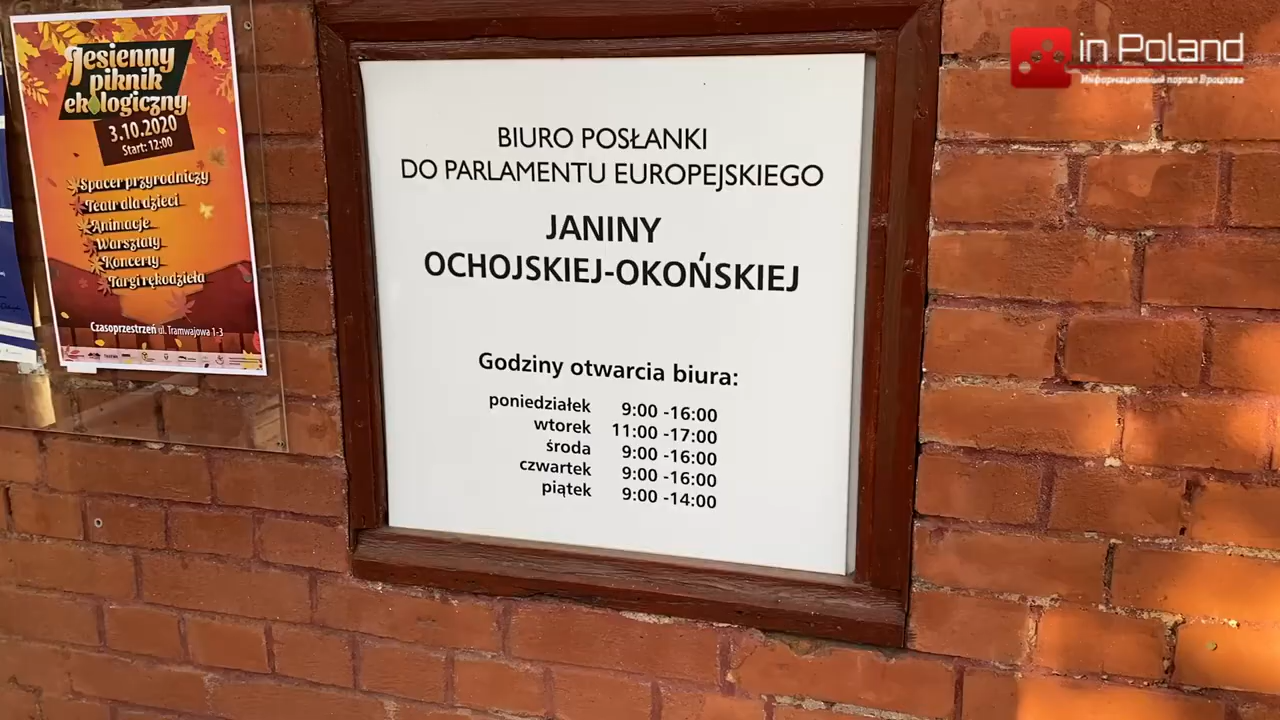 Jesienny
piknik
ekologiczny
3.10.2020
Start: 12:00
Spacer przyrodniczy
Teatr dla dzieci
Animacje
Warsztaty
Koncerty
Targi rękodzieła
Czasoprzestrzeń ul. Tramwajowa 1-3
BIURO POSŁANKI
DO PARLAMENTU EUROPEJSKIEGO
JANINY
OCHOJSKIEJ-OKOŃSKIEJ
Godziny otwarcia biura:
poniedziałek 9:00 -16:00
wtorek 11:00 -17:00
środa 9:00 -16:00
czwartek 9:00 -16:00
piątek 9:00 -14:00
in Poland
Информационный портал Вроцлава